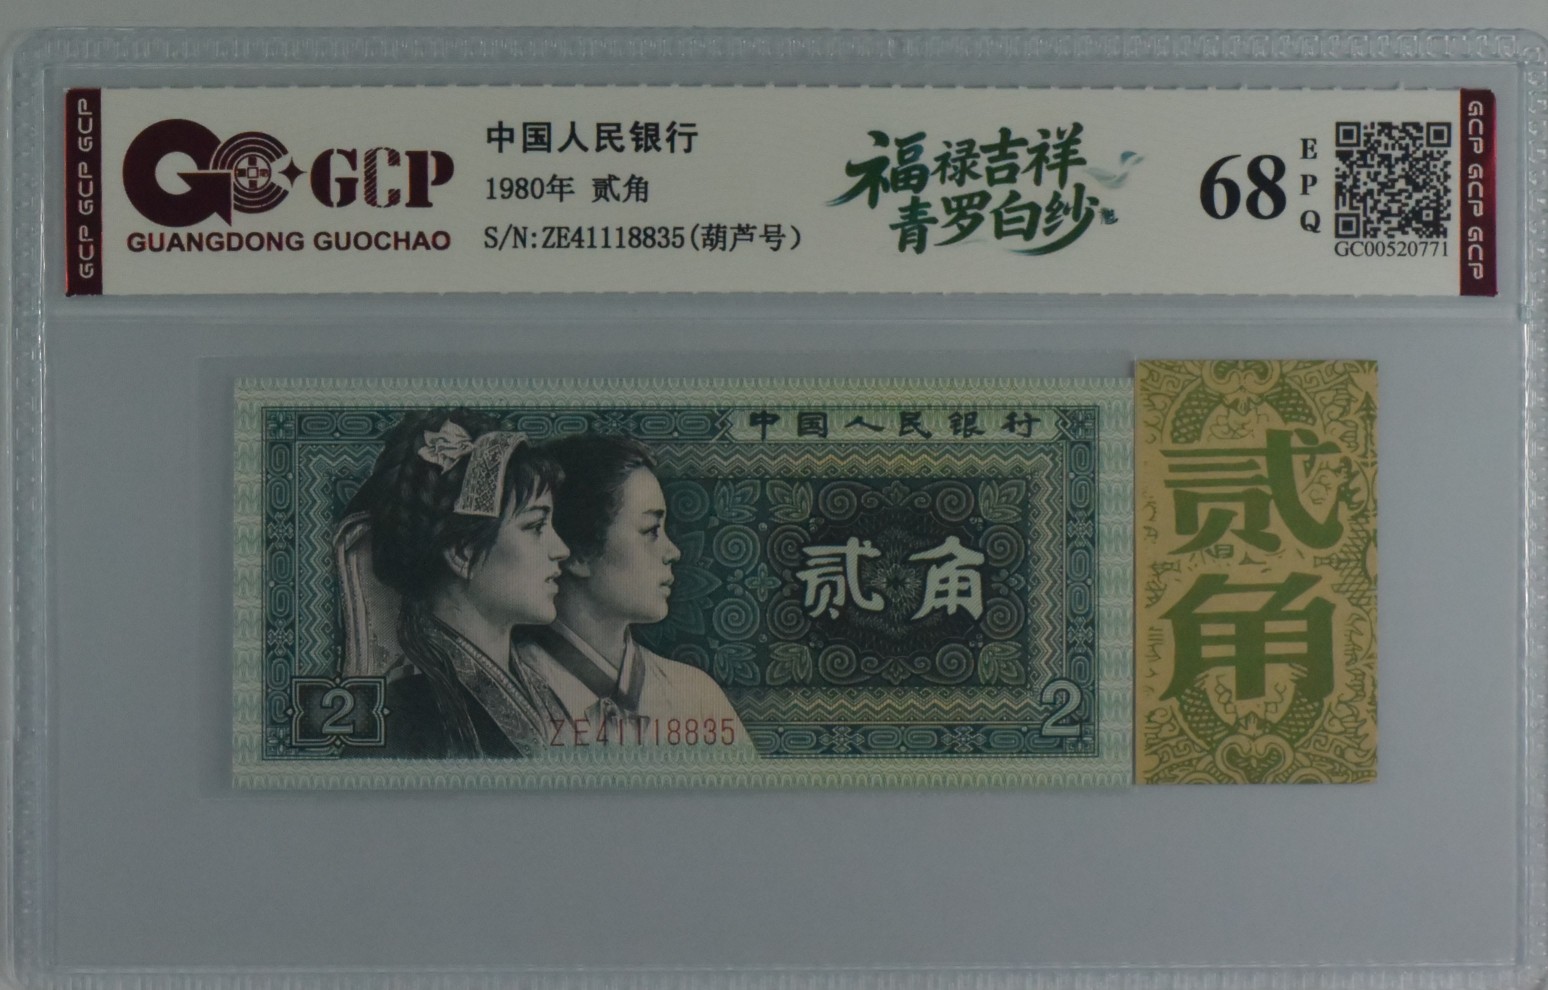 GCP GCP GCP
GCP
GUANGDONG GUOCHAO
中国人民银行
1980年 贰角
S/N:ZE41118835(葫芦号)
福禄吉祥
青罗白纱
68
EPQ
GC00520771
GCP GCP GCP
中国人民银行
贰角
2
2
ZE41118835
贰
角